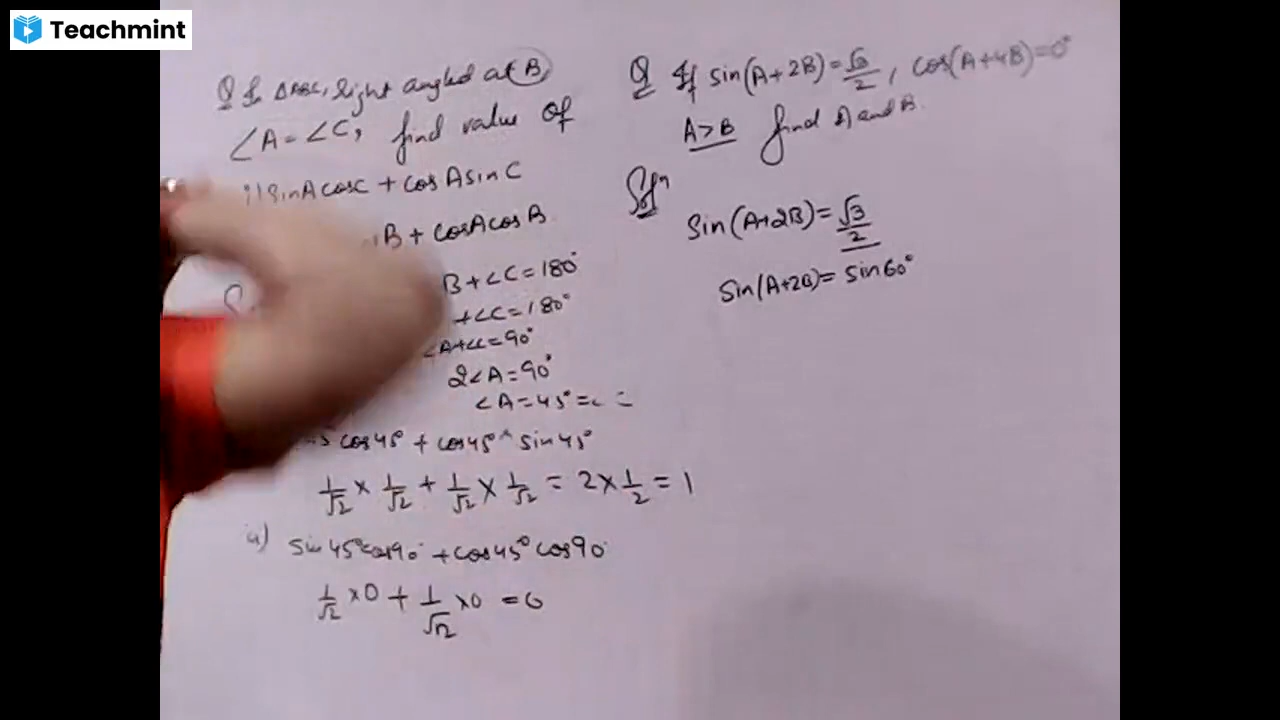 Teachmint
Q If △ABC, right angled at B,
∠A=∠C, find value of
i) sinA cosC + cosA sinC
B + cosA cosB
B+∠C=180°
+∠C=180°
∠A+∠C=90°
2∠A=90°
∠A=45°=
cos45° + cos45° × sin45°
1/√2 × 1/√2 + 1/√2 × 1/√2 = 2×1/2 = 1
ii) sin45°cos90° + cos45°cos90°
1/√2 ×0 + 1/√2 ×0 = 0
Q If sin(A+2B)=√3/2, cos(A+4B)=0°
A>B find A and B.
Solⁿ
Sin(A+2B)=√3/2
Sin(A+2B)= sin60°